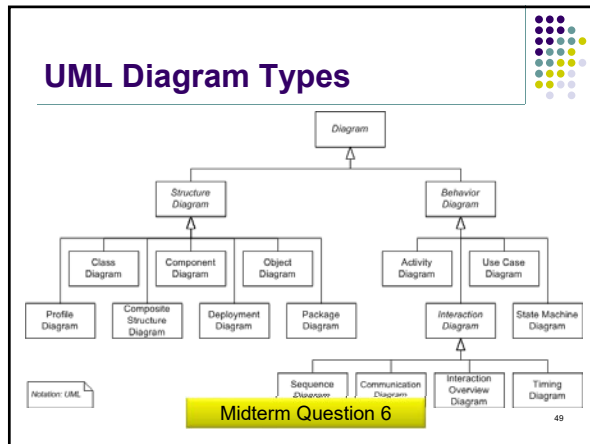 UML Diagram Types
Diagram
Structure
Diagram
Behavior
Diagram
Class
Diagram
Component
Diagram
Object
Diagram
Activity
Diagram
Use Case
Diagram
Profile
Diagram
Composite
Structure
Diagram
Deployment
Diagram
Package
Diagram
Interaction
Diagram
State Machine
Diagram
Sequence
Diagram
Communication
Diagram
Interaction
Overview
Diagram
Timing
Diagram
Notation: UML
Midterm Question 6
49